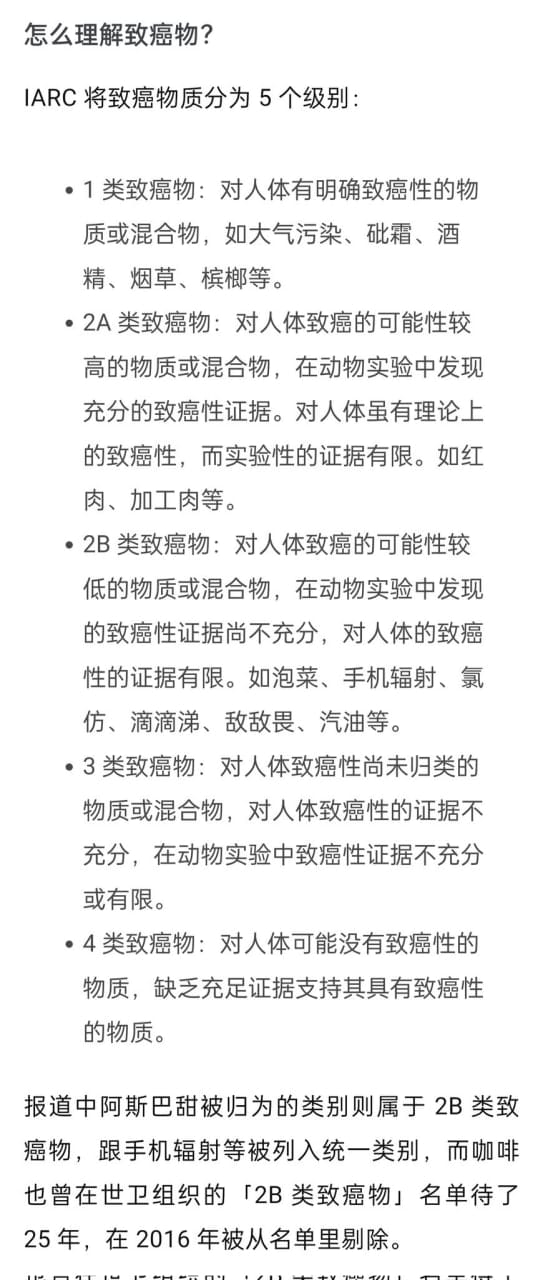 怎么理解致癌物？
IARC 将致癌物质分为 5 个级别：
• 1 类致癌物：对人体有明确致癌性的物
质或混合物，如大气污染、砒霜、酒
精、烟草、槟榔等。
• 2A 类致癌物：对人体致癌的可能性较
高的物质或混合物，在动物实验中发现
充分的致癌性证据。对人体虽有理论上
的致癌性，而实验性的证据有限。如红
肉、加工肉等。
• 2B 类致癌物：对人体致癌的可能性较
低的物质或混合物，在动物实验中发现
的致癌性证据尚不充分，对人体的致癌
性的证据有限。如泡菜、手机辐射、氯
仿、滴滴涕、敌敌畏、汽油等。
• 3 类致癌物：对人体致癌性尚未归类的
物质或混合物，对人体致癌性的证据不
充分，在动物实验中致癌性证据不充分
或有限。
• 4 类致癌物：对人体可能没有致癌性的
物质，缺乏充足证据支持其具有致癌性
的物质。
报道中阿斯巴甜被归为的类别则属于 2B 类致
癌物，跟手机辐射等被列入统一类别，而咖啡
也曾在世卫组织的「2B 类致癌物」名单待了
25 年，在 2016 年被从名单里剔除。